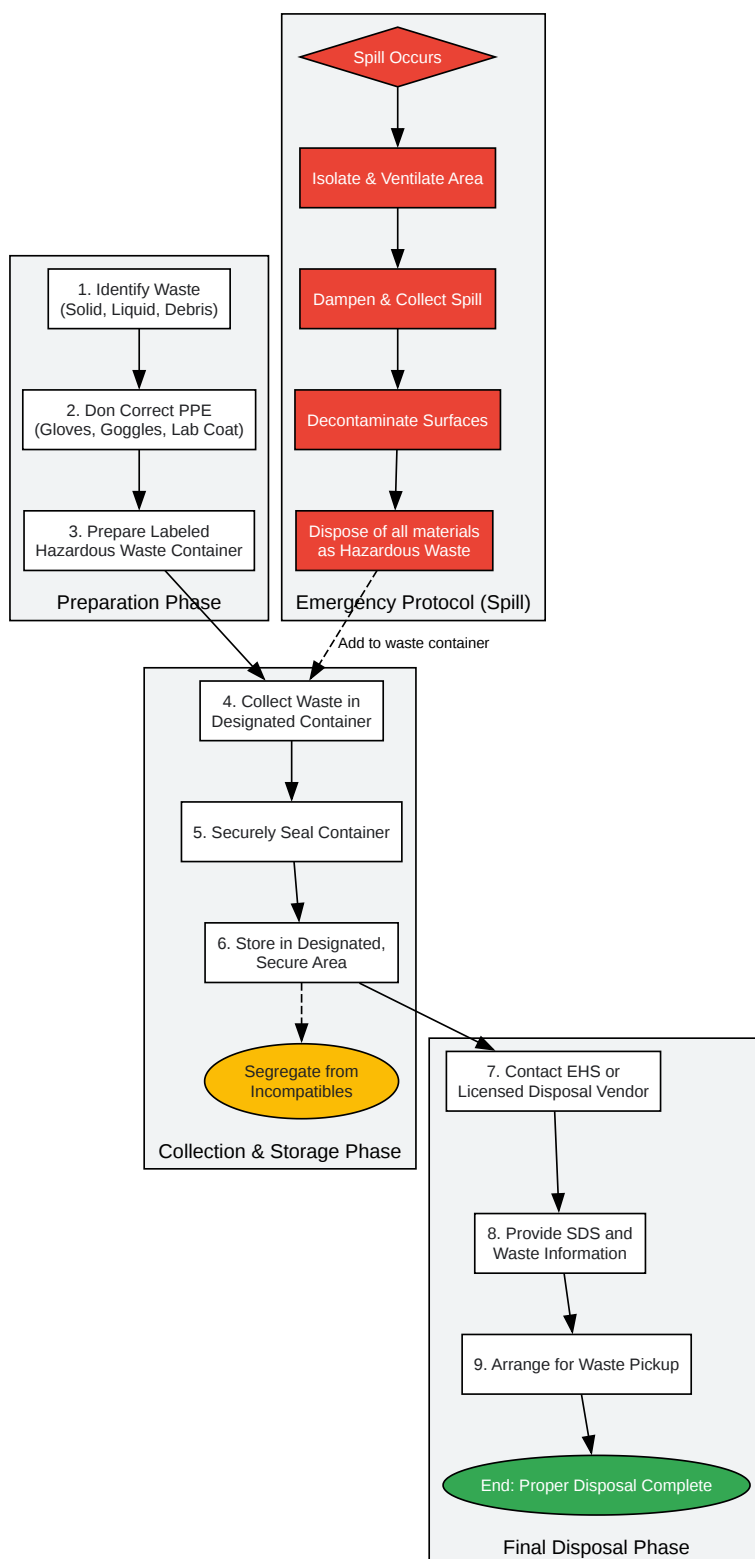 Spill Occurs
Isolate & Ventilate Area
Dampen & Collect Spill
Decontaminate Surfaces
Dispose of all materials
as Hazardous Waste
Emergency Protocol (Spill)
1. Identify Waste
(Solid, Liquid, Debris)
2. Don Correct PPE
(Gloves, Goggles, Lab Coat)
3. Prepare Labeled
Hazardous Waste Container
Preparation Phase
Add to waste container
4. Collect Waste in
Designated Container
5. Securely Seal Container
6. Store in Designated,
Secure Area
Segregate from
Incompatibles
Collection & Storage Phase
7. Contact EHS or
Licensed Disposal Vendor
8. Provide SDS and
Waste Information
9. Arrange for Waste Pickup
End: Proper Disposal Complete
Final Disposal Phase